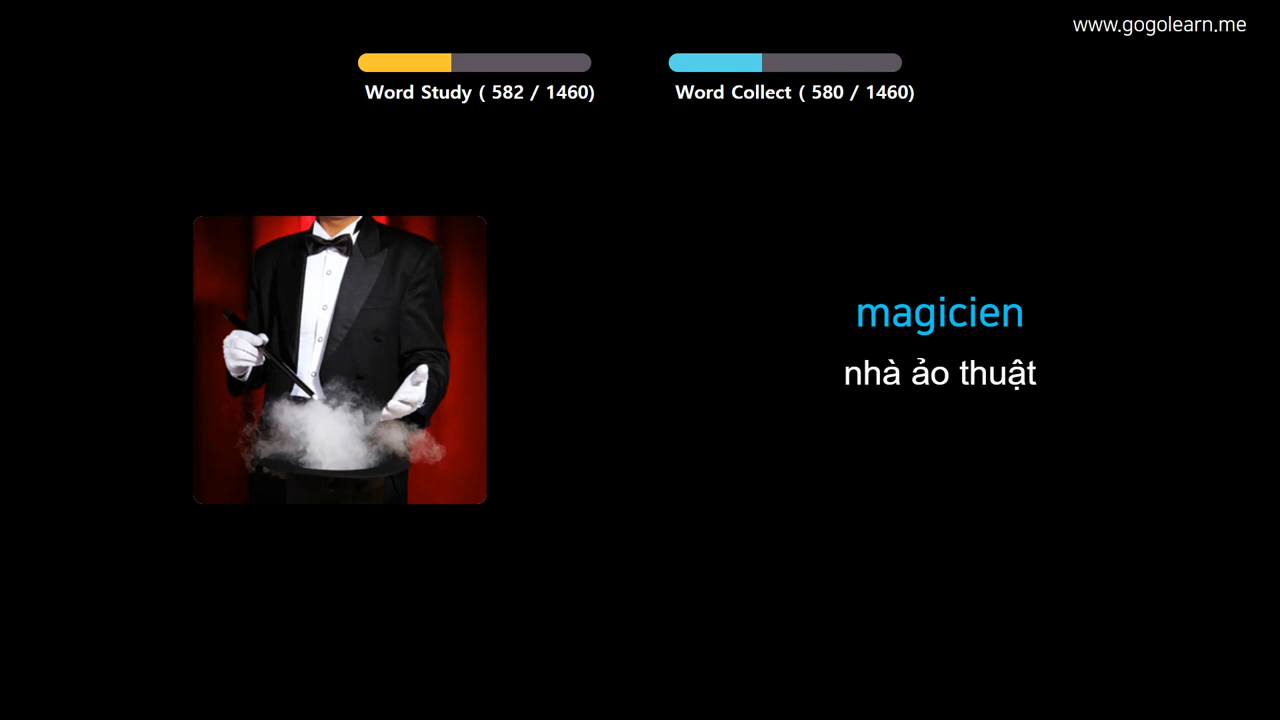 www.gogolearn.me
Word Study ( 582 / 1460)
Word Collect ( 580 / 1460)
magicien
nhà ảo thuật